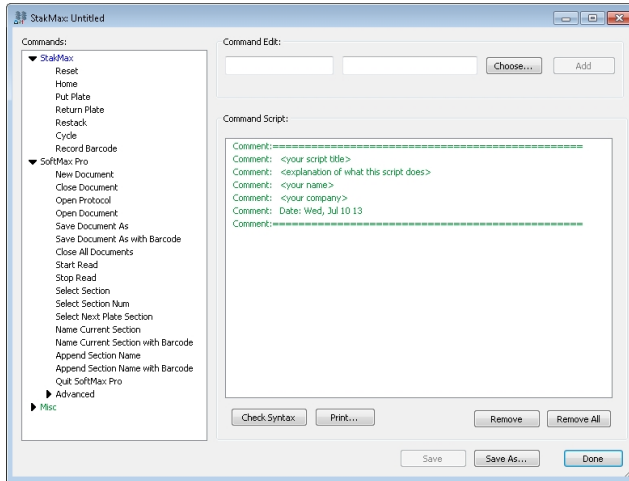 StakMax: Untitled
Commands:
StakMax
Reset
Home
Put Plate
Return Plate
Restack
Cycle
Record Barcode
SoftMax Pro
New Document
Close Document
Open Protocol
Open Document
Save Document As
Save Document As with Barcode
Close All Documents
Start Read
Stop Read
Select Section
Select Section Num
Select Next Plate Section
Name Current Section
Name Current Section with Barcode
Append Section Name
Append Section Name with Barcode
Quit SoftMax Pro
Advanced
Misc
Command Edit:
Choose...
Add
Command Script:
Comment:================================================
Comment: <your script title>
Comment: <explanation of what this script does>
Comment: <your name>
Comment: <your company>
Comment: Date: Wed, Jul 10 13
Comment:================================================
Check Syntax
Print...
Remove
Remove All
Save
Save As...
Done